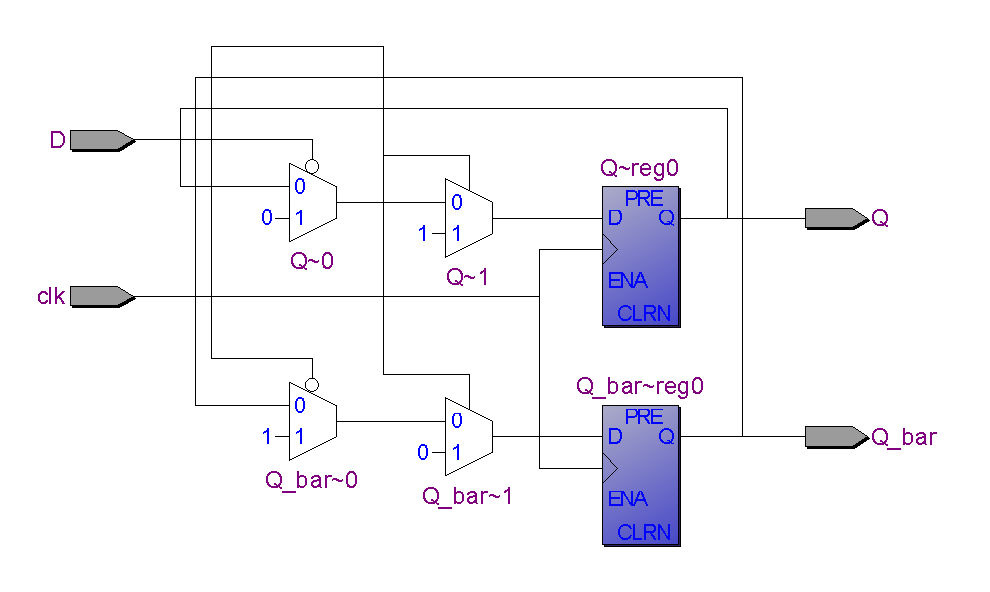 D
0
0
1
Q~0
0
1
1
Q~1
Q~reg0
PRE
D
Q
ENA
CLRN
Q
clk
0
1
1
Q_bar~0
0
0
1
Q_bar~1
Q_bar~reg0
PRE
D
Q
ENA
CLRN
Q_bar